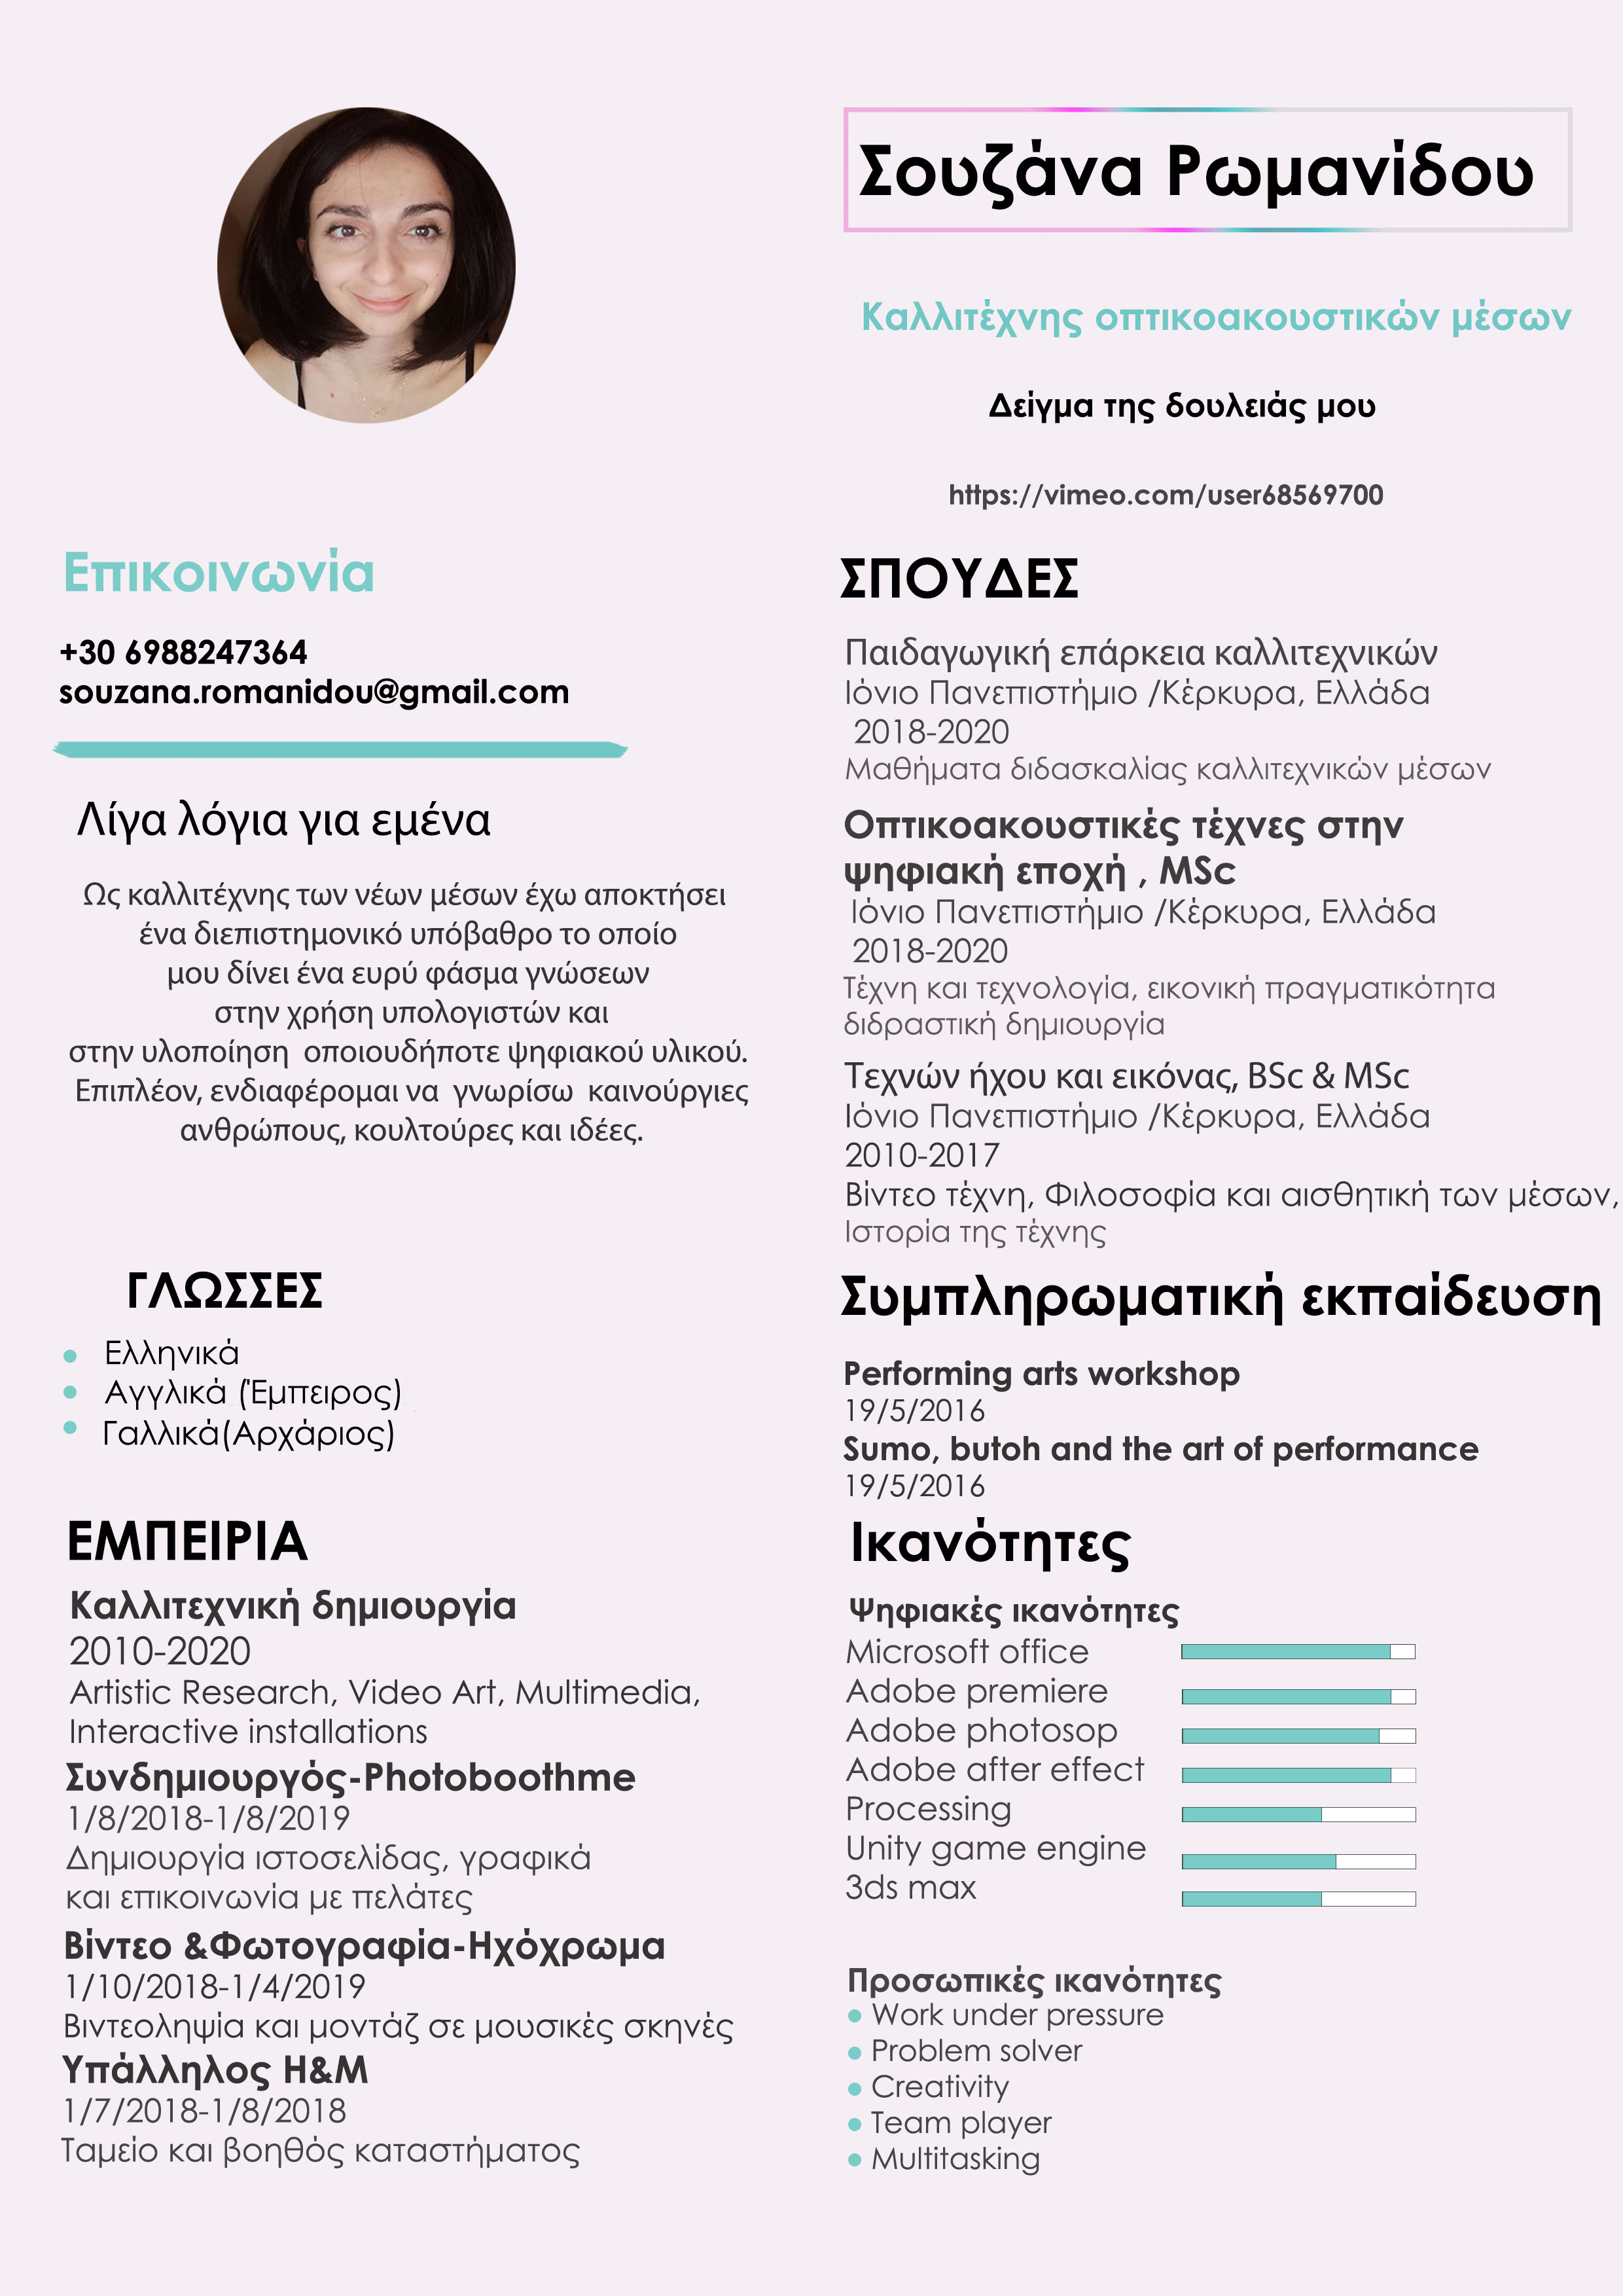 Σουζάνα Ρωμανίδου
Καλλιτέχνης οπτικοακουστικών μέσων
Δείγμα της δουλειάς μου
https://vimeo.com/user68569700
Επικοινωνία
+30 6988247364
souzana.romanidou@gmail.com
Λίγα λόγια για εμένα
Ως καλλιτέχνης των νέων μέσων έχω αποκτήσει
ένα διεπιστημονικό υπόβαθρο το οποίο
μου δίνει ένα ευρύ φάσμα γνώσεων
στην χρήση υπολογιστών και
στην υλοποίηση οποιουδήποτε ψηφιακού υλικού.
Επιπλέον, ενδιαφέρομαι να γνωρίσω καινούργιες
ανθρώπους, κουλτούρες και ιδέες.
ΓΛΩΣΣΕΣ
Ελληνικά
Αγγλικά (Έμπειρος)
Γαλλικά(Αρχάριος)
ΕΜΠΕΙΡΙΑ
Καλλιτεχνική δημιουργία
2010-2020
Artistic Research, Video Art, Multimedia,
Interactive installations
Συνδημιουργός-Photoboothme
1/8/2018-1/8/2019
Δημιουργία ιστοσελίδας, γραφικά
και επικοινωνία με πελάτες
Βίντεο &Φωτογραφία-Ηχόχρωμα
1/10/2018-1/4/2019
Βιντεοληψία και μοντάζ σε μουσικές σκηνές
Υπάλληλος H&M
1/7/2018-1/8/2018
Ταμείο και βοηθός καταστήματος
ΣΠΟΥΔΕΣ
Παιδαγωγική επάρκεια καλλιτεχνικών
Ιόνιο Πανεπιστήμιο /Κέρκυρα, Ελλάδα
2018-2020
Μαθήματα διδασκαλίας καλλιτεχνικών μέσων
Οπτικοακουστικές τέχνες στην
ψηφιακή εποχή , MSc
Ιόνιο Πανεπιστήμιο /Κέρκυρα, Ελλάδα
2018-2020
Τέχνη και τεχνολογία, εικονική πραγματικότητα
διδραστική δημιουργία
Τεχνών ήχου και εικόνας, BSc & MSc
Ιόνιο Πανεπιστήμιο /Κέρκυρα, Ελλάδα
2010-2017
Βίντεο τέχνη, Φιλοσοφία και αισθητική των μέσων,
Ιστορία της τέχνης
Συμπληρωματική εκπαίδευση
Performing arts workshop
19/5/2016
Sumo, butoh and the art of performance
19/5/2016
Ικανότητες
Ψηφιακές ικανότητες
Microsoft office
Adobe premiere
Adobe photosop
Adobe after effect
Processing
Unity game engine
3ds max
Προσωπικές ικανότητες
Work under pressure
Problem solver
Creativity
Team player
Multitasking